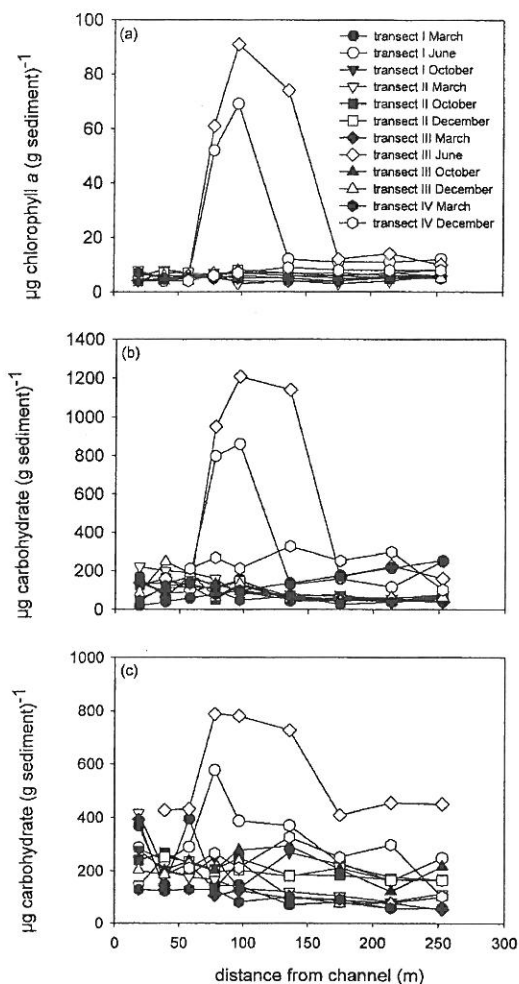 (a)
100
80
60
40
20
0
µg chlorophyll a (g sediment)⁻¹
transect I March
transect I June
transect I October
transect II March
transect II October
transect II December
transect III March
transect III June
transect III October
transect III December
transect IV March
transect IV December
(b)
1400
1200
1000
800
600
400
200
0
µg carbohydrate (g sediment)⁻¹
(c)
1000
800
600
400
200
0
µg carbohydrate (g sediment)⁻¹
0 50 100 150 200 250 300
distance from channel (m)